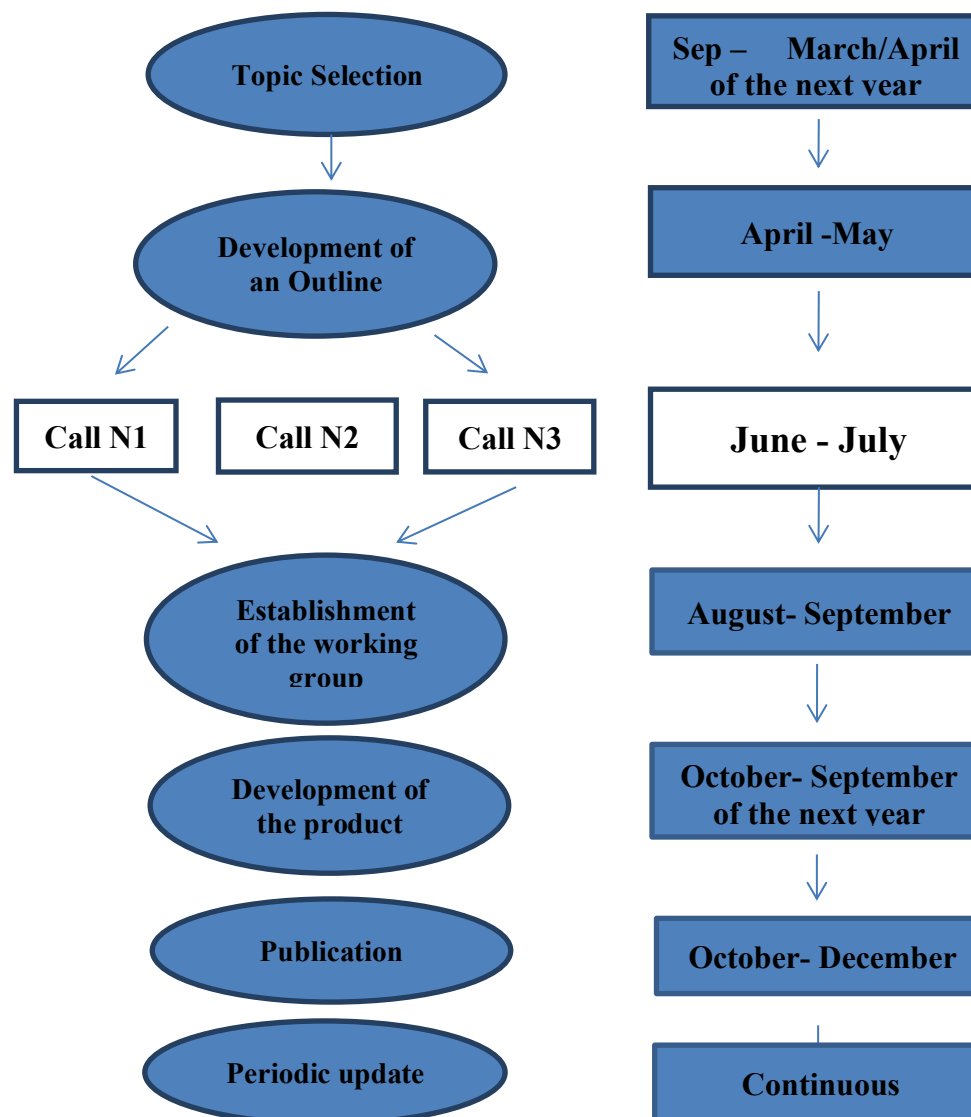 Topic Selection
Sep – March/April
of the next year
Development of
an Outline
April -May
Call N1
Call N2
Call N3
June - July
Establishment
of the working
group
August- September
Development of
the product
October- September
of the next year
Publication
October- December
Periodic update
Continuous